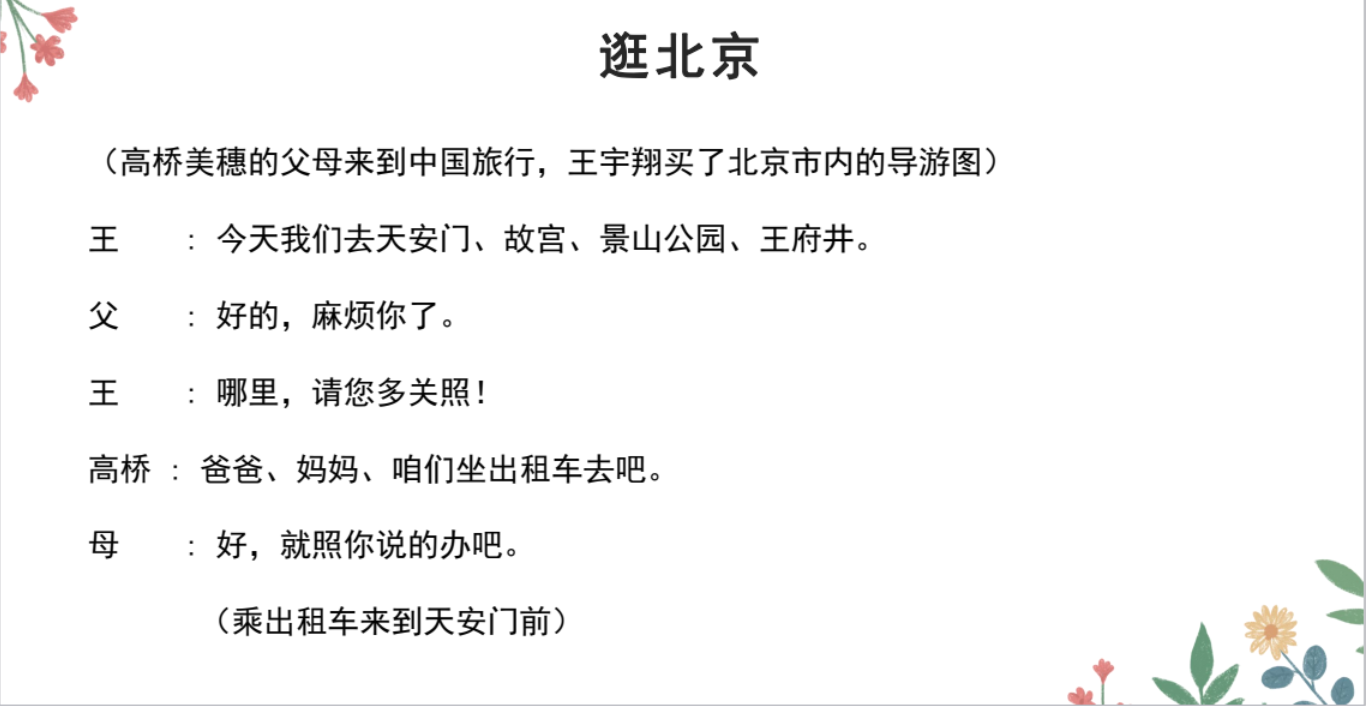 逛北京
（高桥美穗的父母来到中国旅行，王宇翔买了北京市内的导游图）
王 ：今天我们去天安门、故宫、景山公园、王府井。
父 ：好的，麻烦你了。
王 ：哪里，请您多关照！
高桥 ：爸爸、妈妈、咱们坐出租车去吧。
母 ：好，就照你说的办吧。
（乘出租车来到天安门前）